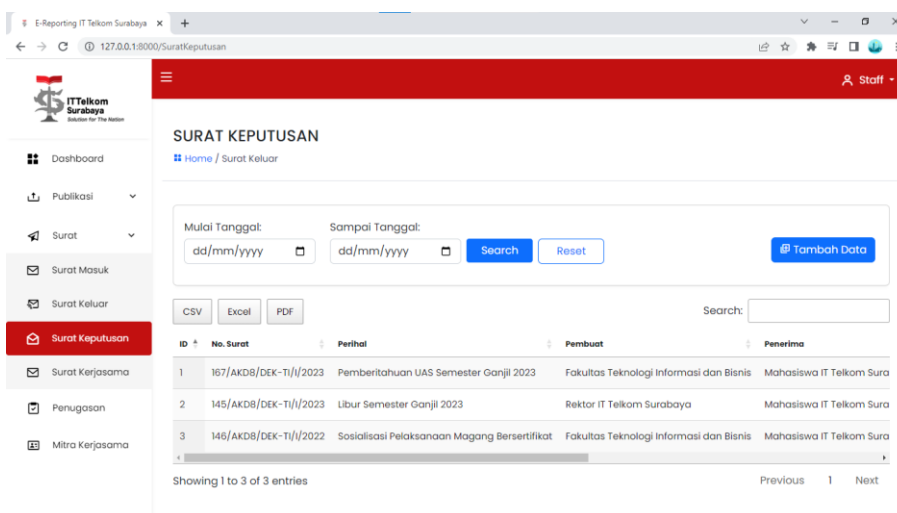 E-Reporting IT Telkom Surabaya
127.0.0.1:8000/SuratKeputusan
ITTelkom
Surabaya
Solution for The Nation
Staff
Dashboard
Publikasi
Surat
Surat Masuk
Surat Keluar
Surat Keputusan
Surat Kerjasama
Penugasan
Mitra Kerjasama
SURAT KEPUTUSAN
Home / Surat Keluar
Mulai Tanggal: Sampai Tanggal:
dd/mm/yyyy dd/mm/yyyy Search Reset Tambah Data
CSV Excel PDF Search:
ID No. Surat Perihal Pembuat Penerima
1 167/AKD8/DEK-TI/I/2023 Pemberitahuan UAS Semester Ganjil 2023 Fakultas Teknologi Informasi dan Bisnis Mahasiswa IT Telkom Sura
2 145/AKD8/DEK-TI/I/2023 Libur Semester Ganjil 2023 Rektor IT Telkom Surabaya Mahasiswa IT Telkom Sura
3 146/AKD8/DEK-TI/I/2022 Sosialisasi Pelaksanaan Magang Bersertifikat Fakultas Teknologi Informasi dan Bisnis Mahasiswa IT Telkom Sura
Showing 1 to 3 of 3 entries Previous 1 Next